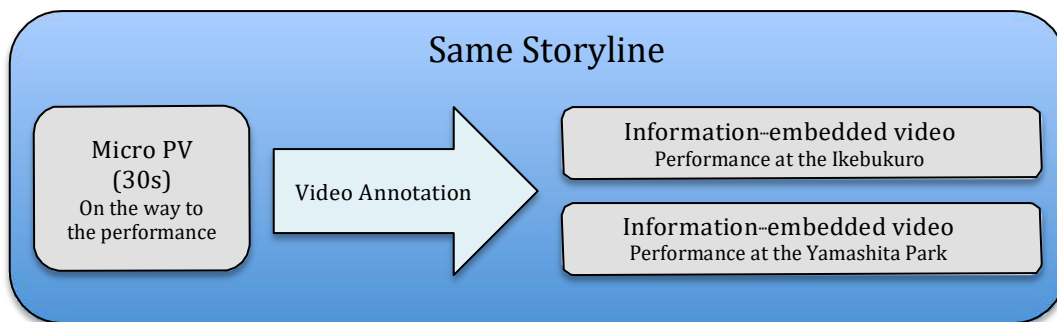 Same Storyline
Micro PV
(30s)
On the way to
the performance
Video Annotation
Information-embedded video
Performance at the Ikebukuro
Information-embedded video
Performance at the Yamashita Park